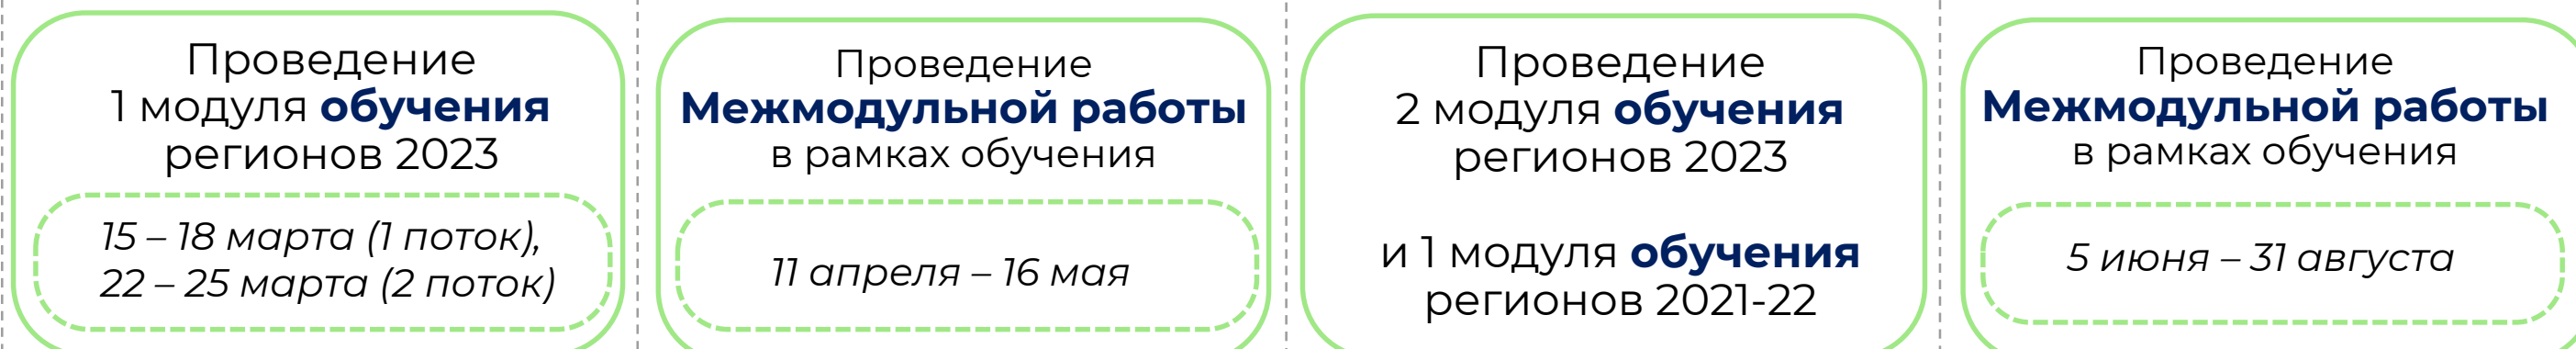 Проведение
1 модуля обучения
регионов 2023
15 – 18 марта (1 поток),
22 – 25 марта (2 поток)
Проведение
Межмодульной работы
в рамках обучения
11 апреля – 16 мая
Проведение
2 модуля обучения
регионов 2023
и 1 модуля обучения
регионов 2021-22
Проведение
Межмодульной работы
в рамках обучения
5 июня – 31 августа